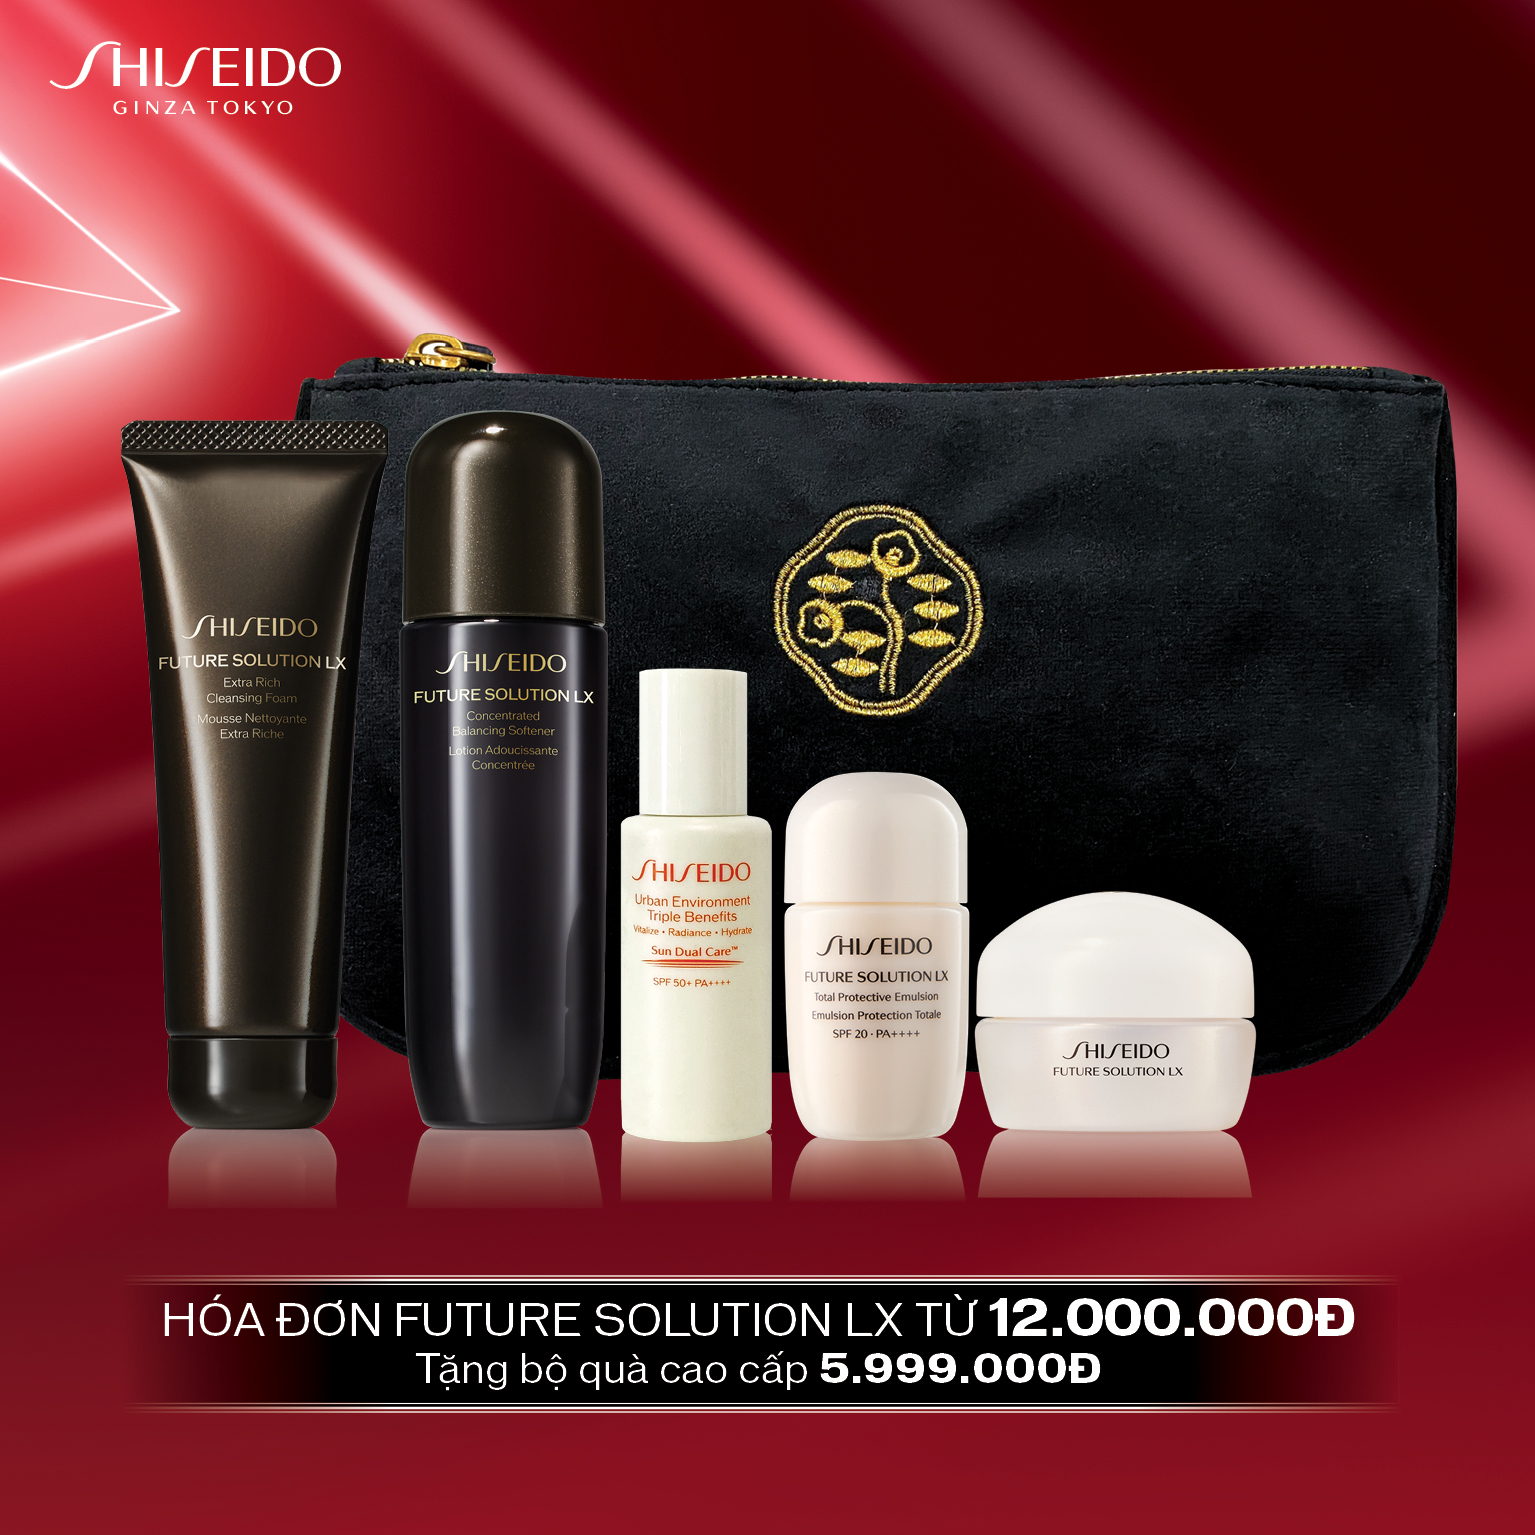 SHISEIDO
GINZA TOKYO
SHISEIDO
FUTURE SOLUTION LX
Extra Rich
Cleansing Foam
Mousse Nettoyante
Extra Riche
SHISEIDO
FUTURE SOLUTION LX
Concentrated
Balancing Softener
Lotion Adoucissante
Concentrée
SHISEIDO
Urban Environment
Triple Benefits
Vitalize • Radiance • Hydrate
Sun Dual Care™
SPF 50+ PA++++
SHISEIDO
FUTURE SOLUTION LX
Total Protective Emulsion
Emulsion Protection Totale
SPF 20 · PA++++
SHISEIDO
FUTURE SOLUTION LX
HÓA ĐƠN FUTURE SOLUTION LX TỪ 12.000.000Đ
Tặng bộ quà cao cấp 5.999.000Đ